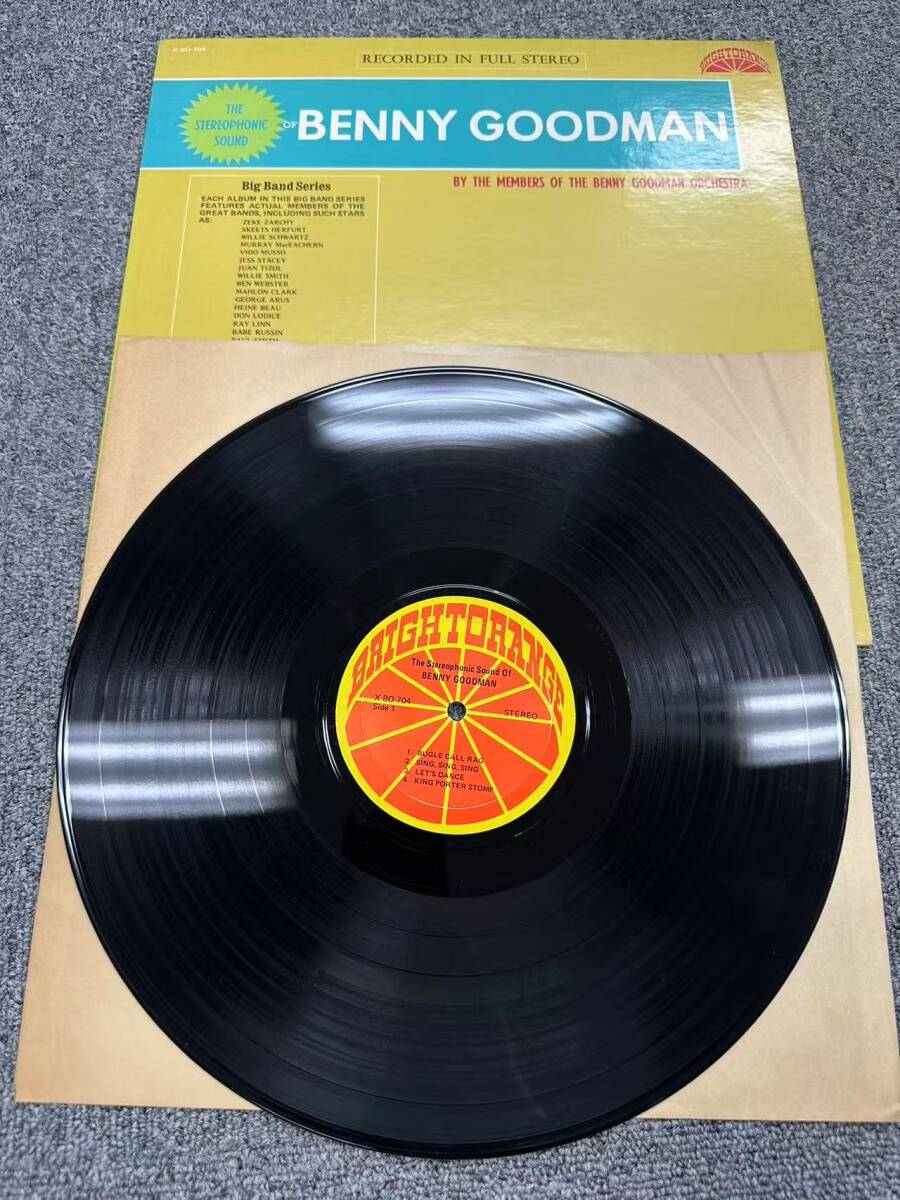 X-BO-704
RECORDED IN FULL STEREO
BRIGHTORANGE
THE
STEREOPHONIC
SOUND
OF BENNY GOODMAN
BY THE MEMBERS OF THE BENNY GOODMAN ORCHESTRA
Big Band Series
EACH ALBUM IN THIS BIG BAND SERIES
FEATURES ACTUAL MEMBERS OF THE
GREAT BANDS, INCLUDING SUCH STARS
AS:
ZEKE ZARCHY
SKEETS HERFURT
WILLIE SCHWARTZ
MURRAY MacEACHERN
VIDO MUSSO
JESS STACEY
JUAN TIZOL
WILLIE SMITH
BEN WEBSTER
MAHLON CLARK
GEORGE ARUS
HEINE BEAU
DON LODICE
RAY LINN
BABE RUSSIN
BRIGHTORANGE
The Stereophonic Sound Of
BENNY GOODMAN
X BO 704
Side 1
STEREO
1. BUGLE CALL RAG
2. SING, SING, SING
3. LET'S DANCE
4. KING PORTER STOMP